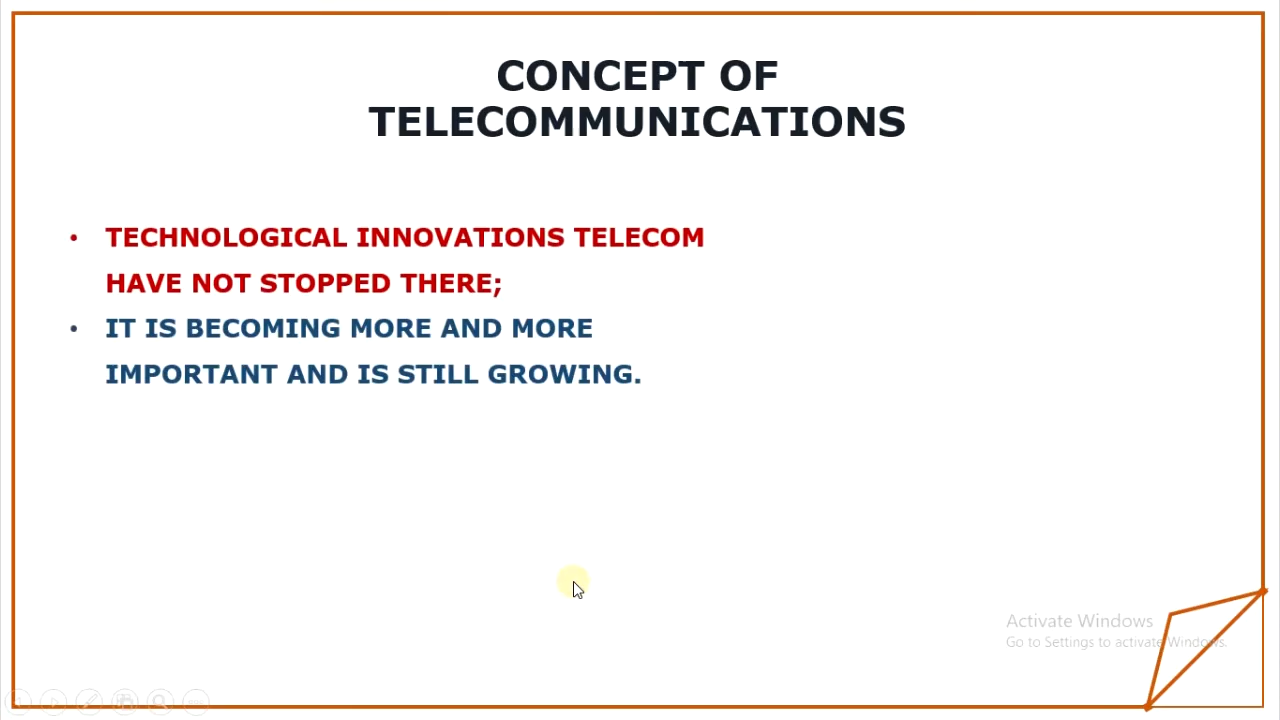 CONCEPT OF
TELECOMMUNICATIONS
• TECHNOLOGICAL INNOVATIONS TELECOM
HAVE NOT STOPPED THERE;
• IT IS BECOMING MORE AND MORE
IMPORTANT AND IS STILL GROWING.
Activate Windows
Go to Settings to activate Windows.